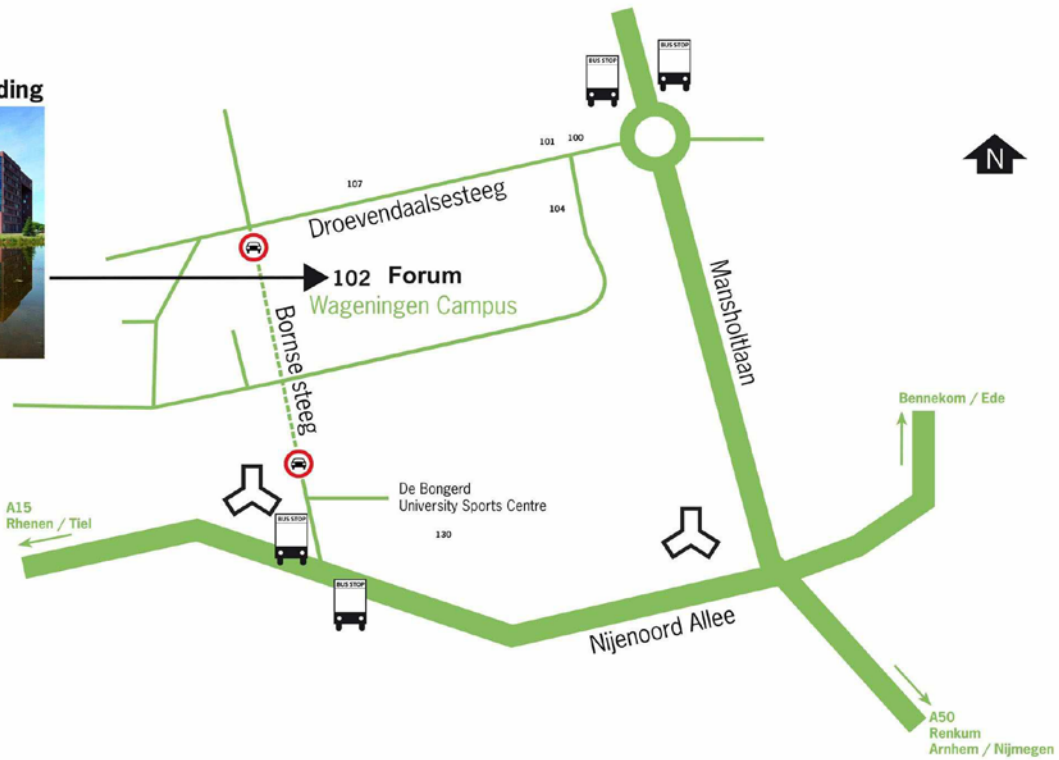 BUS STOP
BUS STOP
101
100
N
107
Droevendaalsesteeg
104
102 Forum
Wageningen Campus
Mansholtlaan
Bornse steeg
Bennekom / Ede
De Bongerd
University Sports Centre
A15
Rhenen / Tiel
BUS STOP
130
BUS STOP
Nijenoord Allee
A50
Renkum
Arnhem / Nijmegen